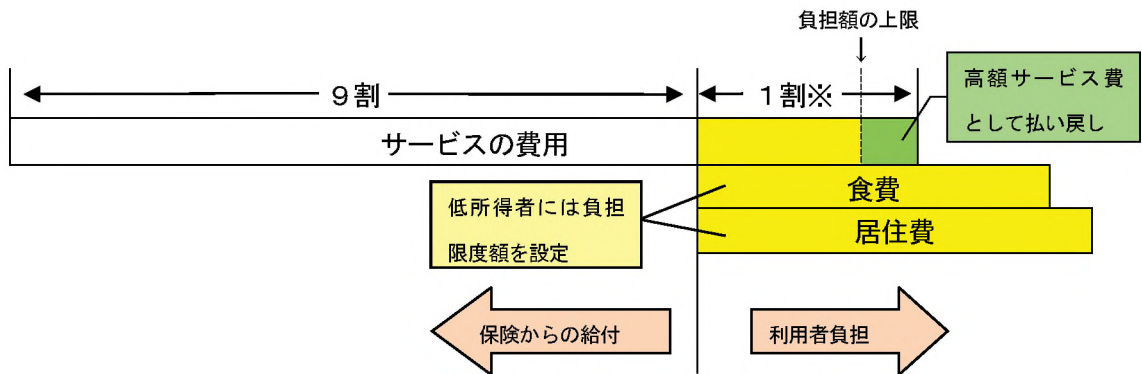 負担額の上限
↓
9割
1割※
高額サービス費
として払い戻し
サービスの費用
食費
低所得者には負担
限度額を設定
居住費
保険からの給付
利用者負担